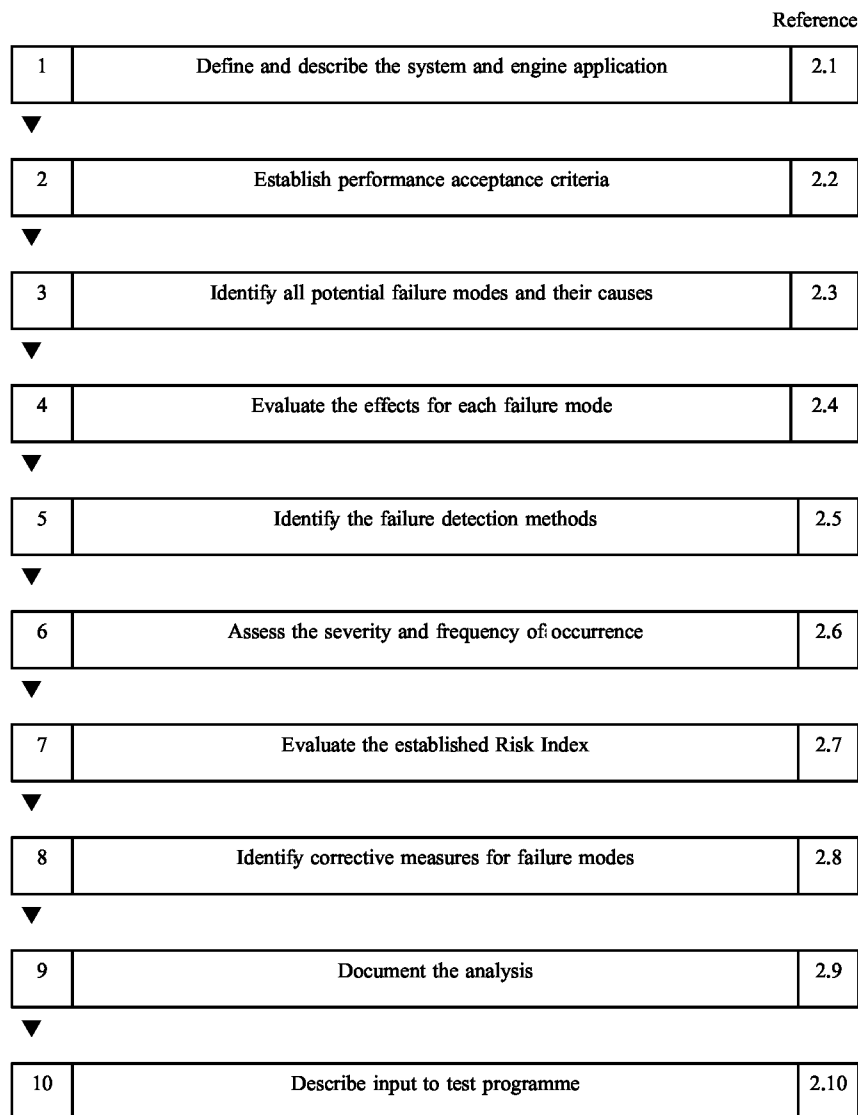 Reference
1 Define and describe the system and engine application 2.1
2 Establish performance acceptance criteria 2.2
3 Identify all potential failure modes and their causes 2.3
4 Evaluate the effects for each failure mode 2.4
5 Identify the failure detection methods 2.5
6 Assess the severity and frequency of occurrence 2.6
7 Evaluate the established Risk Index 2.7
8 Identify corrective measures for failure modes 2.8
9 Document the analysis 2.9
10 Describe input to test programme 2.10